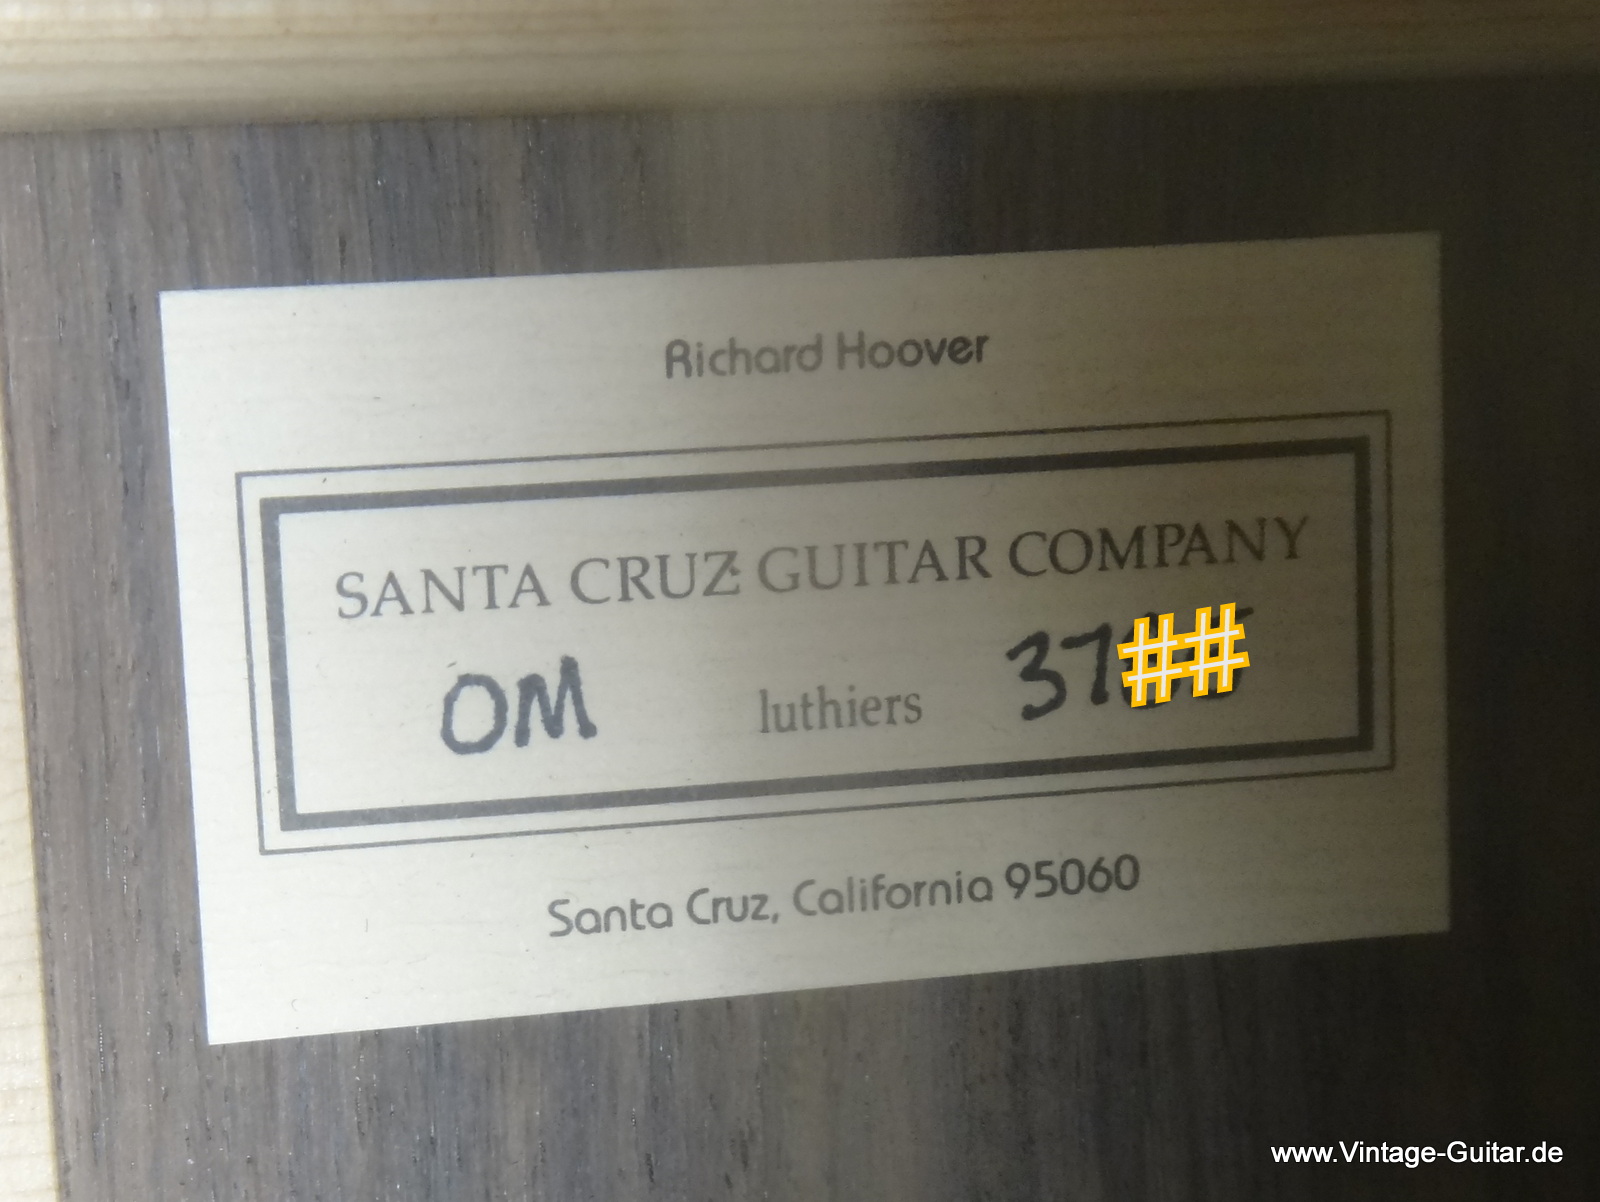 Richard Hoover
SANTA CRUZ GUITAR COMPANY
OM luthiers 37##
Santa Cruz, California 95060
www.Vintage-Guitar.de